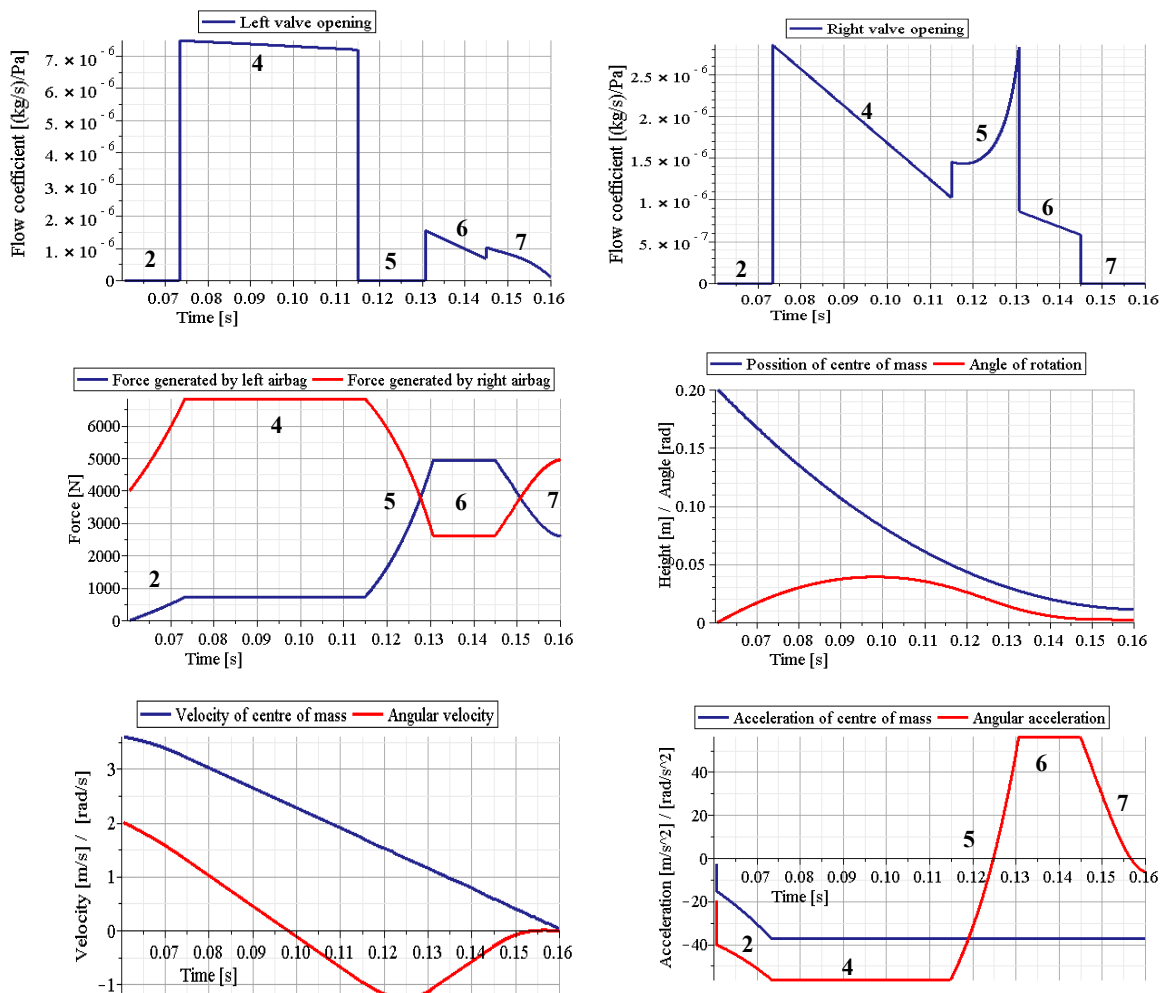 Left valve opening
Flow coefficient [(kg/s)/Pa]
7. × 10⁻⁶
6. × 10⁻⁶
5. × 10⁻⁶
4. × 10⁻⁶
3. × 10⁻⁶
2. × 10⁻⁶
1. × 10⁻⁶
0
2
4
5
6
7
0.07 0.08 0.09 0.10 0.11 0.12 0.13 0.14 0.15 0.16
Time [s]
Right valve opening
Flow coefficient [(kg/s)/Pa]
2.5 × 10⁻⁶
2. × 10⁻⁶
1.5 × 10⁻⁶
1. × 10⁻⁶
5. × 10⁻⁷
0
2
4
5
6
7
0.07 0.08 0.09 0.10 0.11 0.12 0.13 0.14 0.15 0.16
Time [s]
Force generated by left airbag Force generated by right airbag
Force [N]
6000
5000
4000
3000
2000
1000
0
2
4
5
6
7
0.07 0.08 0.09 0.10 0.11 0.12 0.13 0.14 0.15 0.16
Time [s]
Possition of centre of mass Angle of rotation
Height [m] / Angle [rad]
0.20
0.15
0.10
0.05
0
0.07 0.08 0.09 0.10 0.11 0.12 0.13 0.14 0.15 0.16
Time [s]
Velocity of centre of mass Angular velocity
Velocity [m/s] / [rad/s]
3
2
1
0
-1
0.07 0.08 0.09 0.10 0.11 0.12 0.13 0.14 0.15 0.16
Time [s]
Acceleration of centre of mass Angular acceleration
Acceleration [m/s^2] / [rad/s^2]
40
20
0
-20
-40
2
4
5
6
7
0.07 0.08 0.09 0.10 0.11 0.12 0.13 0.14 0.15 0.16
Time [s]